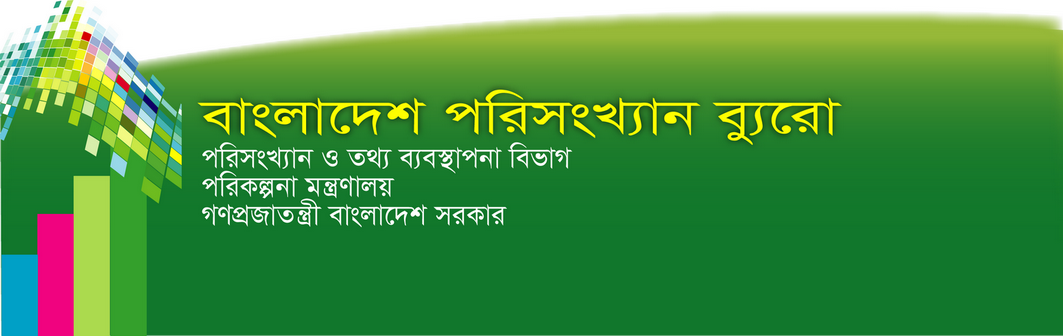 বাংলাদেশ পরিসংখ্যান ব্যুরো
পরিসংখ্যান ও তথ্য ব্যবস্থাপনা বিভাগ
পরিকল্পনা মন্ত্রণালয়
গণপ্রজাতন্ত্রী বাংলাদেশ সরকার